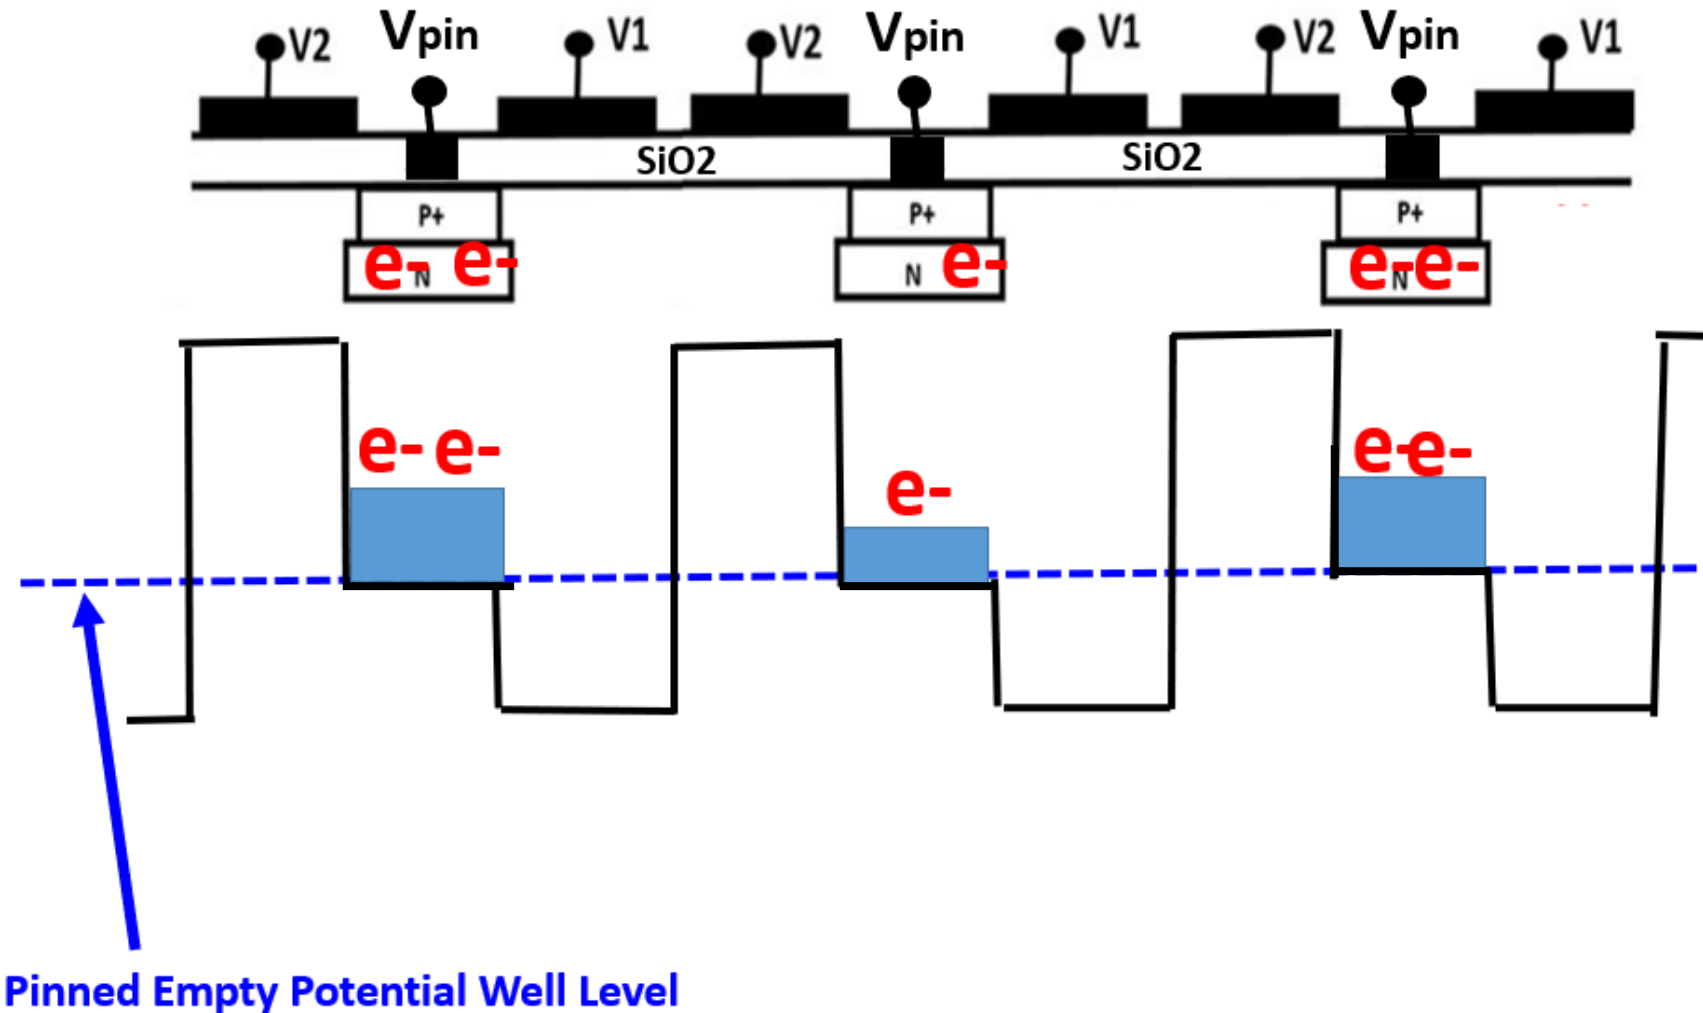 V2 Vpin V1 V2 Vpin V1 V2 Vpin V1
SiO2 SiO2
P+ P+ P+
e- N e- N e- e- N e-
e- e- e- e- e-
Pinned Empty Potential Well Level